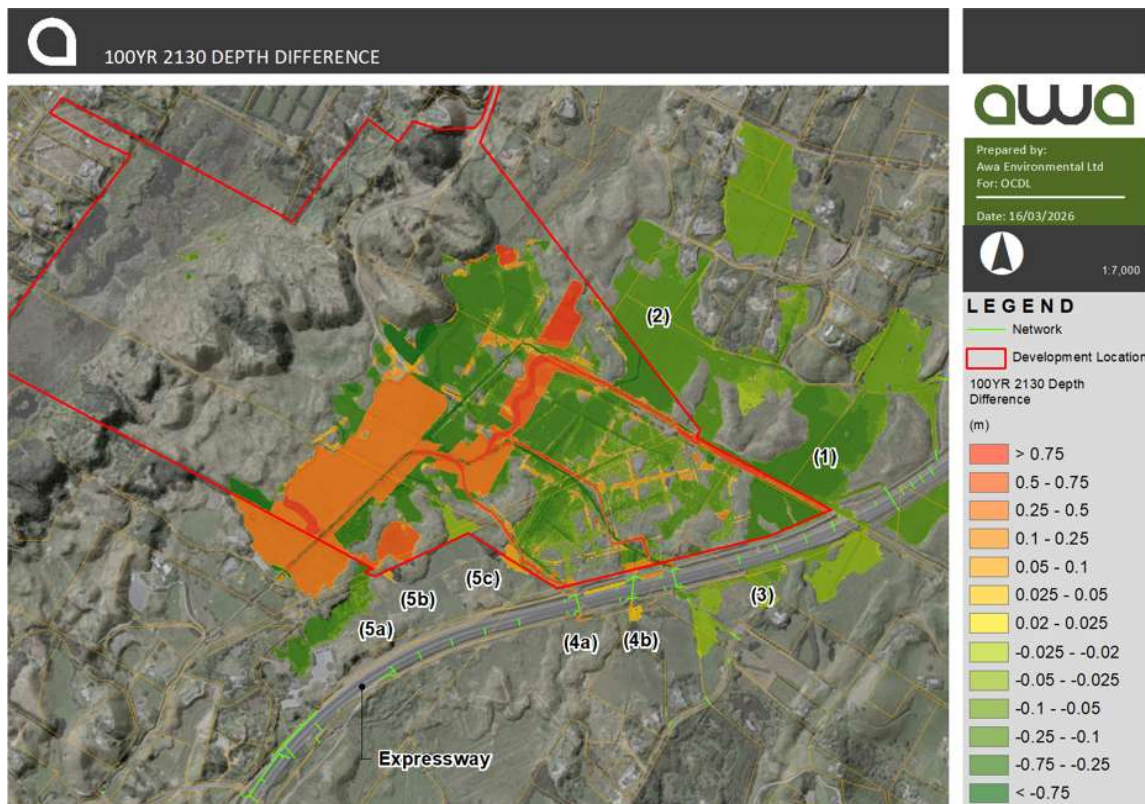 100YR 2130 DEPTH DIFFERENCE
awa
Prepared by:
Awa Environmental Ltd
For: OCDL
Date: 16/03/2026
1:7,000
LEGEND
Network
Development Location
100YR 2130 Depth
Difference
(m)
> 0.75
0.5 - 0.75
0.25 - 0.5
0.1 - 0.25
0.05 - 0.1
0.025 - 0.05
0.02 - 0.025
-0.025 - -0.02
-0.05 - -0.025
-0.1 - -0.05
-0.25 - -0.1
-0.75 - -0.25
< -0.75
(2)
(1)
(3)
(5c)
(5b)
(5a)
(4a)
(4b)
Expressway